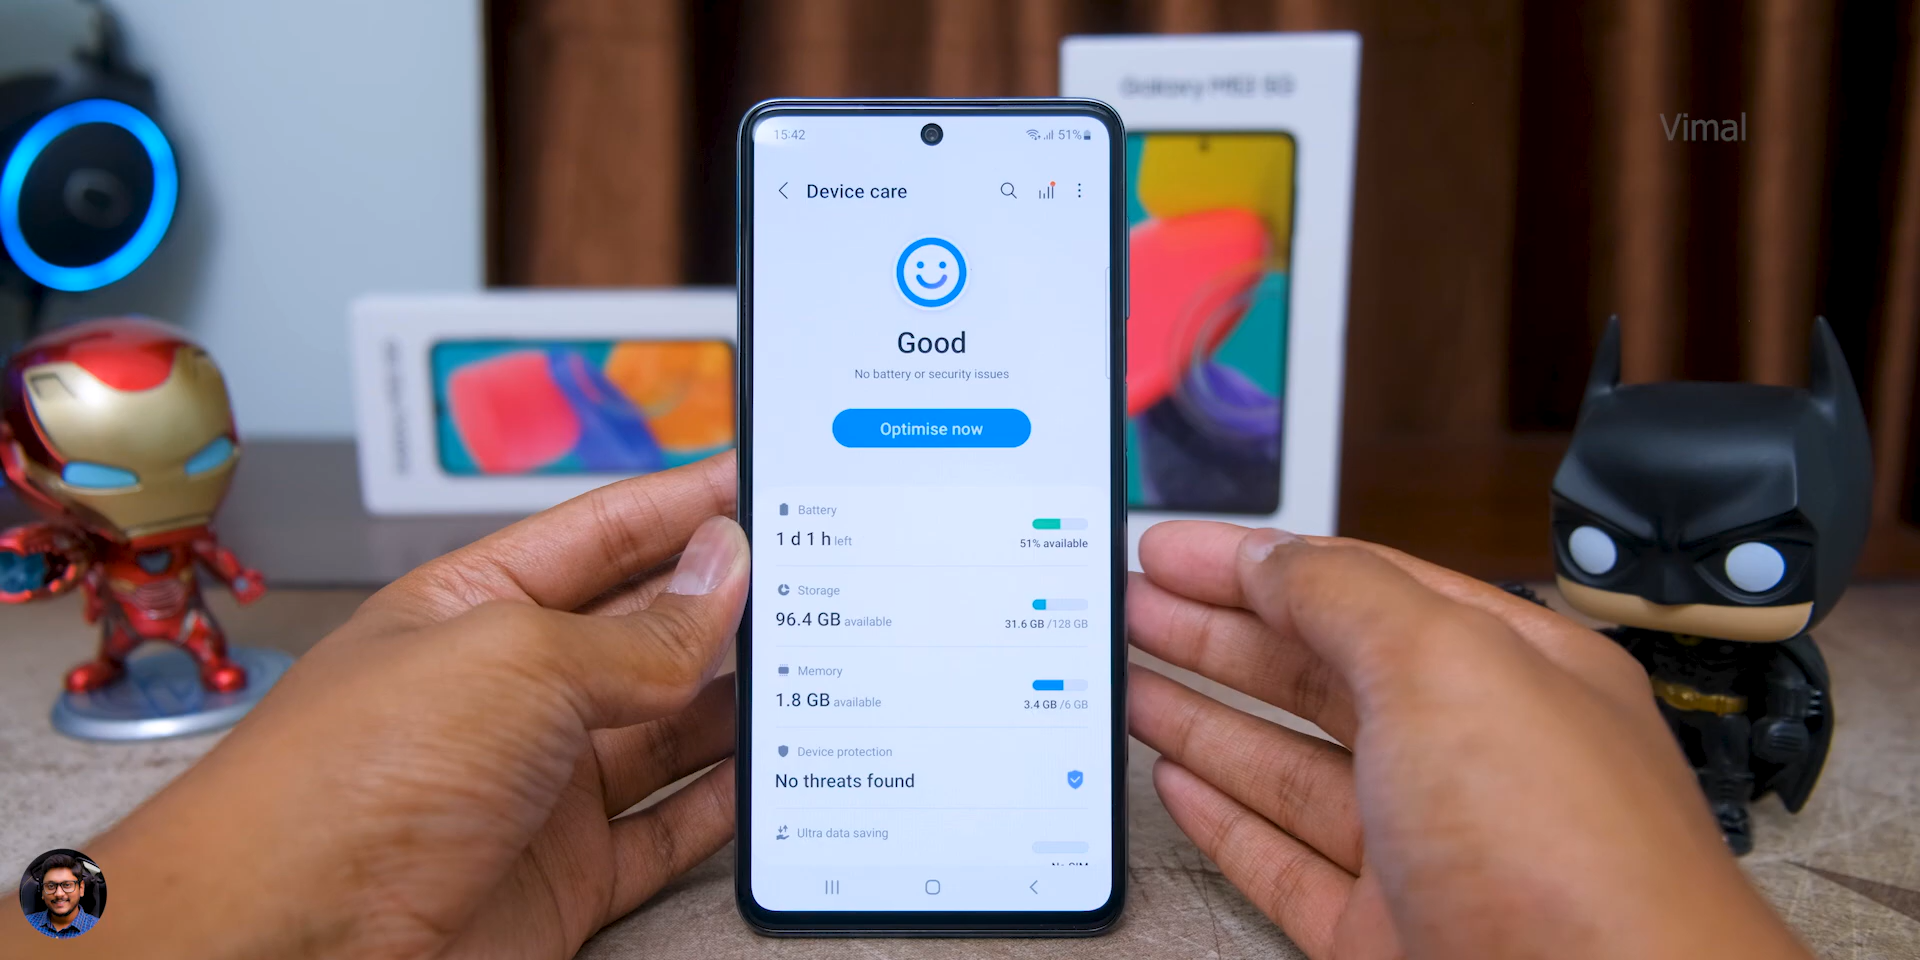 Vimal
15:42
51%
Device care
Good
No battery or security issues
Optimise now
Battery
1 d 1 h left
51% available
Storage
96.4 GB available
31.6 GB /128 GB
Memory
1.8 GB available
3.4 GB /6 GB
Device protection
No threats found
Ultra data saving